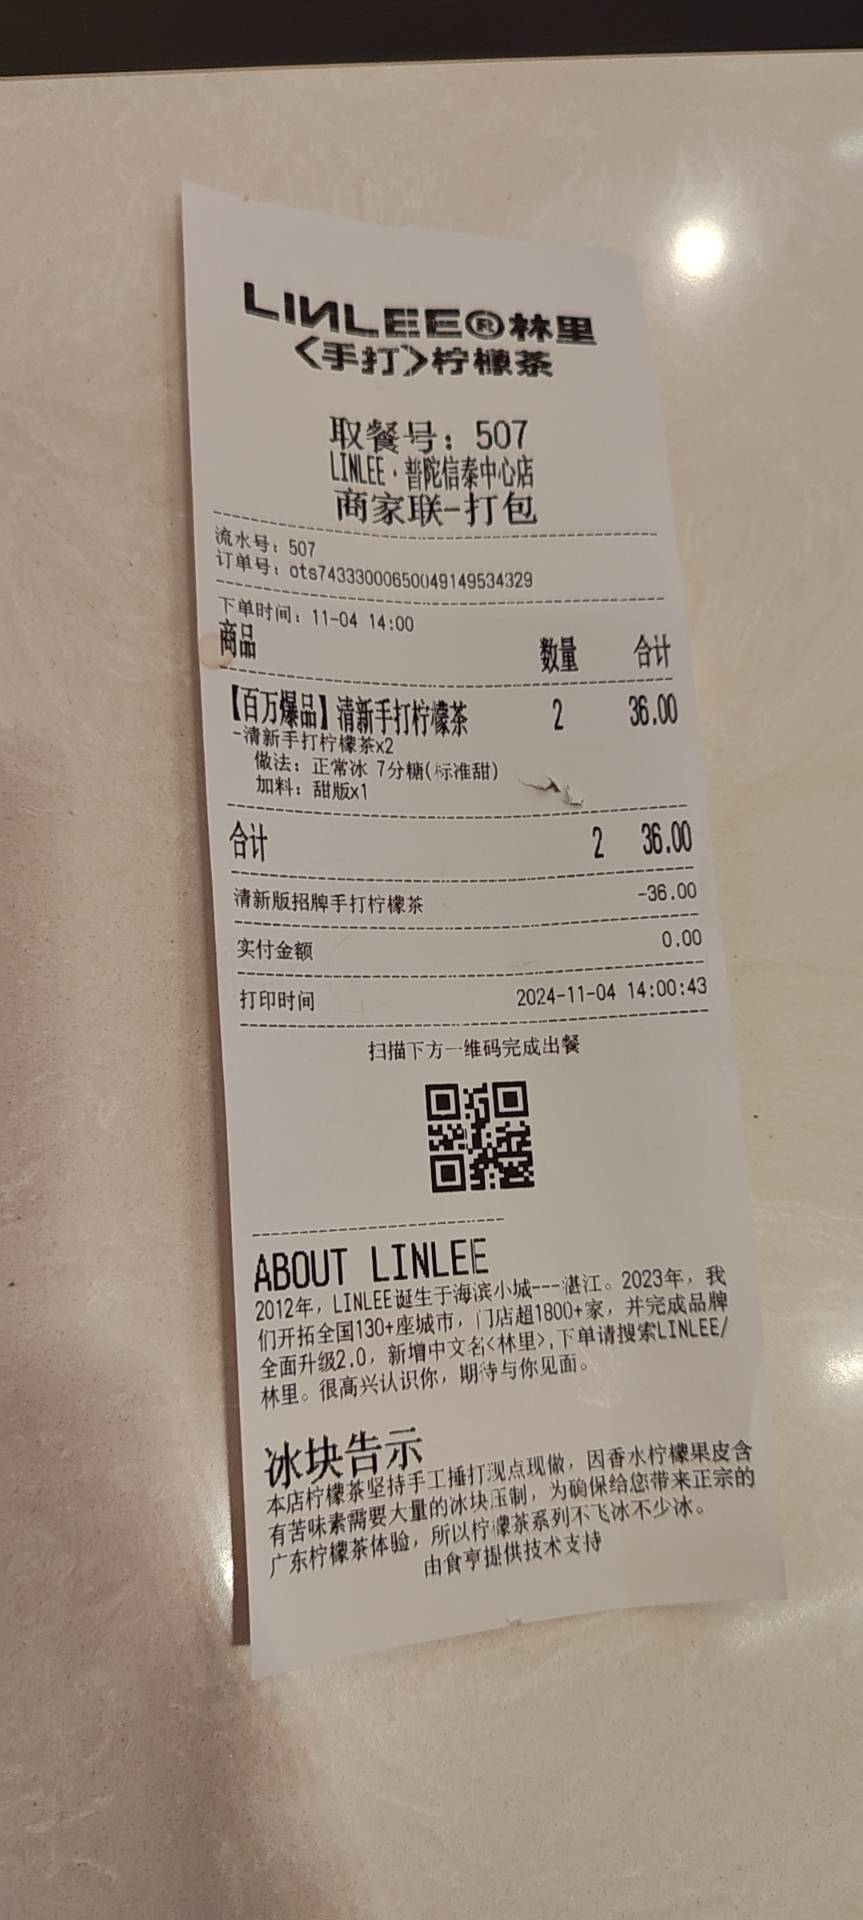 LINLEE®林里
<手打>柠檬茶
取餐号：507
LINLEE·普陀信泰中心店
商家联-打包
流水号：507
订单号：ots74333000650049149534329
下单时间：11-04 14:00
商品 数量 合计
【百万爆品】清新手打柠檬茶 2 36.00
-清新手打柠檬茶x2
做法：正常冰 7分糖(标准甜)
加料：甜版x1
合计 2 36.00
清新版招牌手打柠檬茶 -36.00
实付金额 0.00
打印时间 2024-11-04 14:00:43
扫描下方一维码完成出餐
ABOUT LINLEE
2012年，LINLEE诞生于海滨小城---湛江。2023年，我
们开拓全国130+座城市，门店超1800+家，并完成品牌
全面升级2.0，新增中文名<林里>,下单请搜索LINLEE/
林里。很高兴认识你，期待与你见面。
冰块告示
本店柠檬茶坚持手工捶打现点现做，因香水柠檬果皮含
有苦味素需要大量的冰块压制，为确保给您带来正宗的
广东柠檬茶体验，所以柠檬茶系列不飞冰不少冰。
由食亨提供技术支持